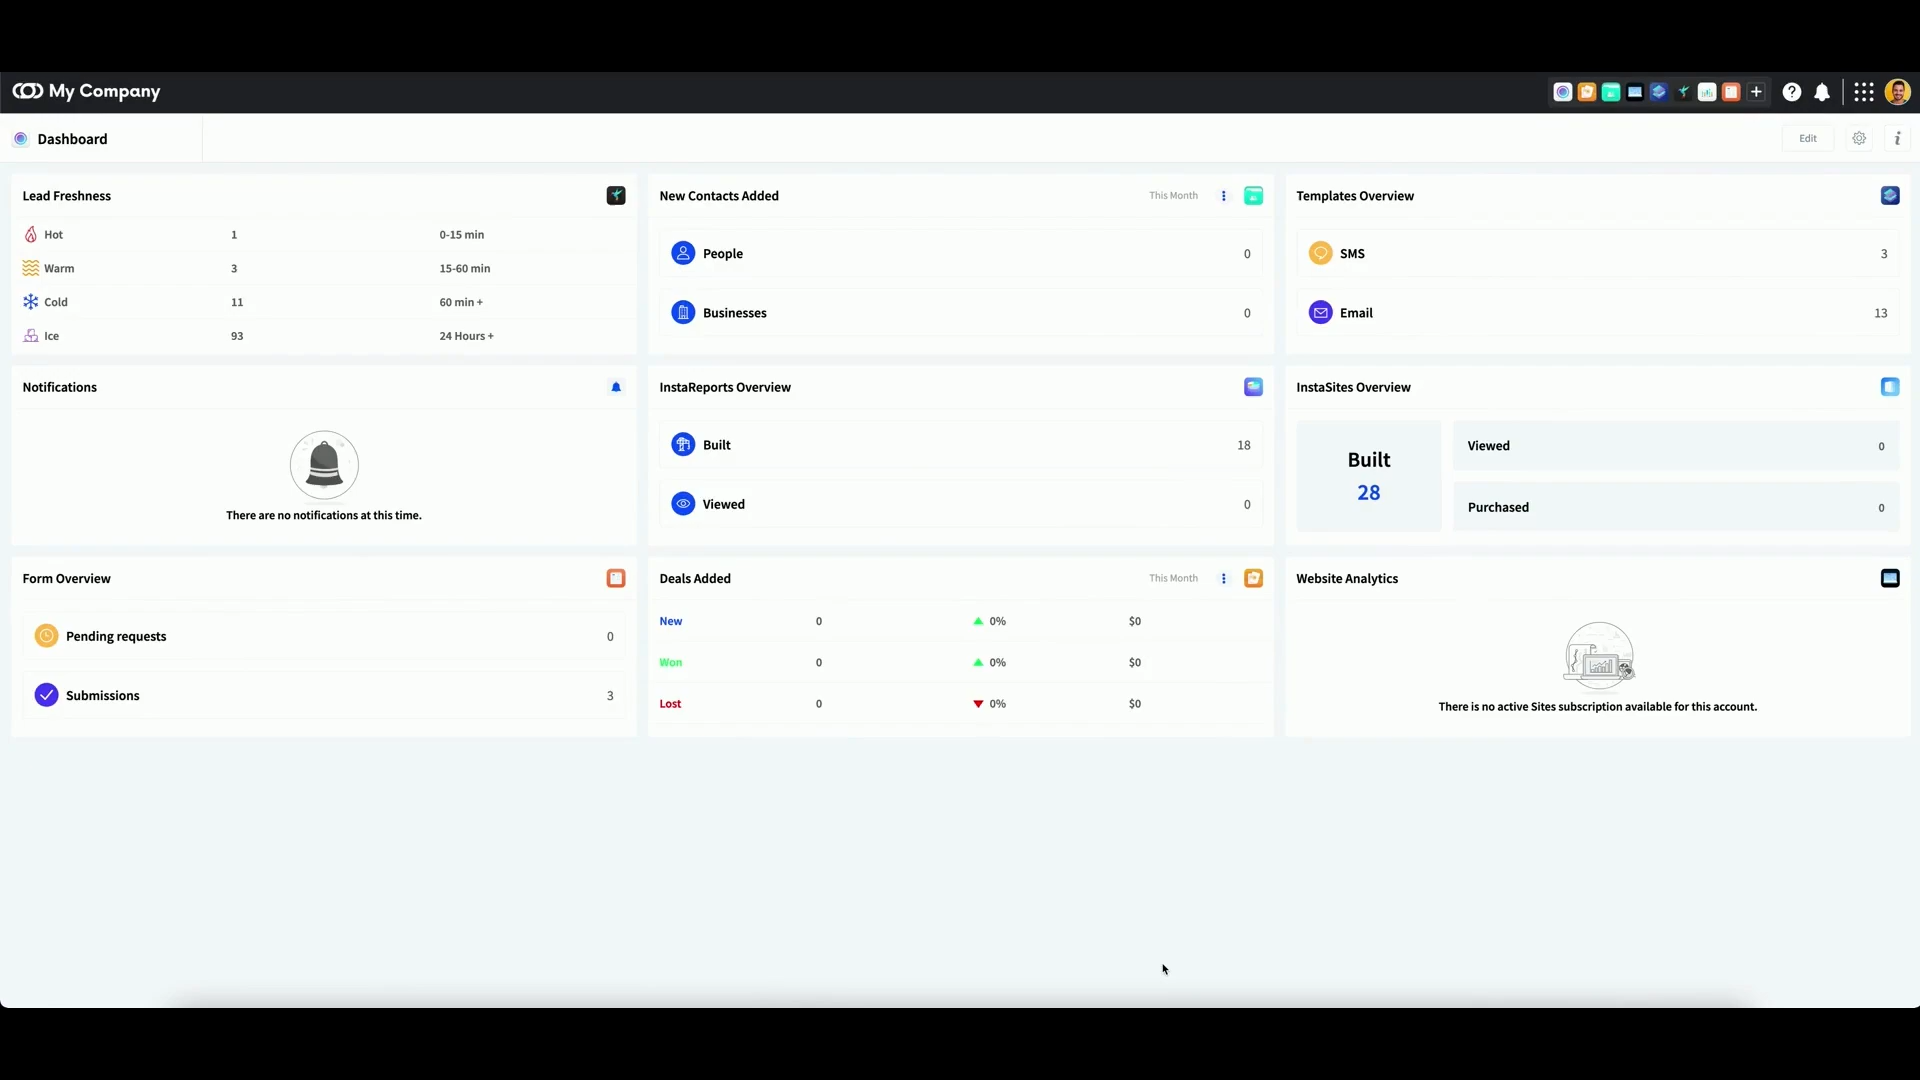 My Company
?
Dashboard
Edit
i
Lead Freshness
Hot 1 0-15 min
Warm 3 15-60 min
Cold 11 60 min +
Ice 93 24 Hours +
New Contacts Added This Month
People 0
Businesses 0
Templates Overview
SMS 3
Email 13
Notifications
There are no notifications at this time.
InstaReports Overview
Built 18
Viewed 0
InstaSites Overview
Built
28
Viewed 0
Purchased 0
Form Overview
Pending requests 0
Submissions 3
Deals Added This Month
New 0 0% $0
Won 0 0% $0
Lost 0 0% $0
Website Analytics
There is no active Sites subscription available for this account.